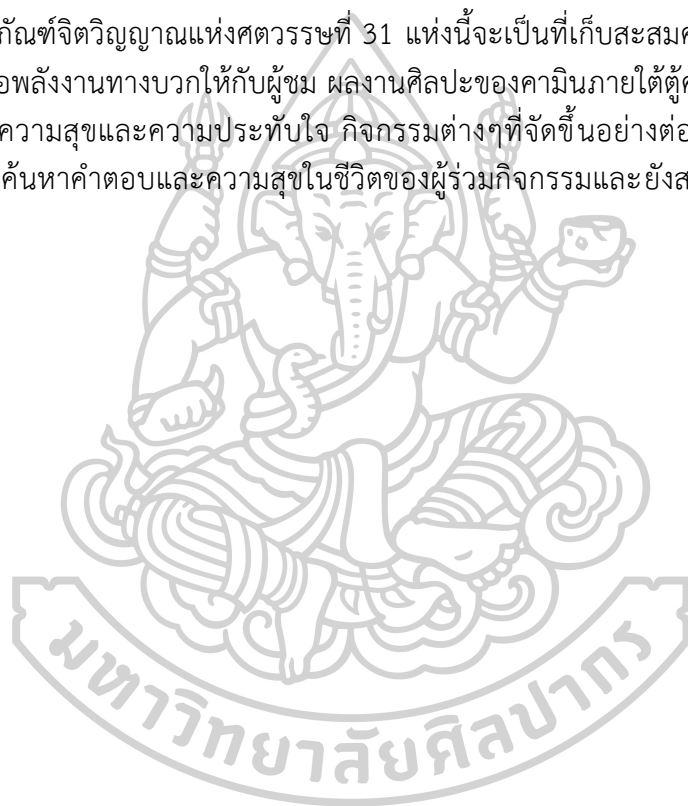 ภัณฑ์จิตวิญญาณแห่งศตวรรษที่ 31 แห่งนี้จะเป็นที่เก็บสะสม
พลังงานทางบวกให้กับผู้ชม ผลงานศิลปะของคามินภายใต้ตู้
ความสุขและความประทับใจ กิจกรรมต่างๆที่จัดขึ้นอย่างต่อ
ค้นหาคำตอบและความสุขในชีวิตของผู้ร่วมกิจกรรมและยังส
มหาวิทยาลัยศิลปากร